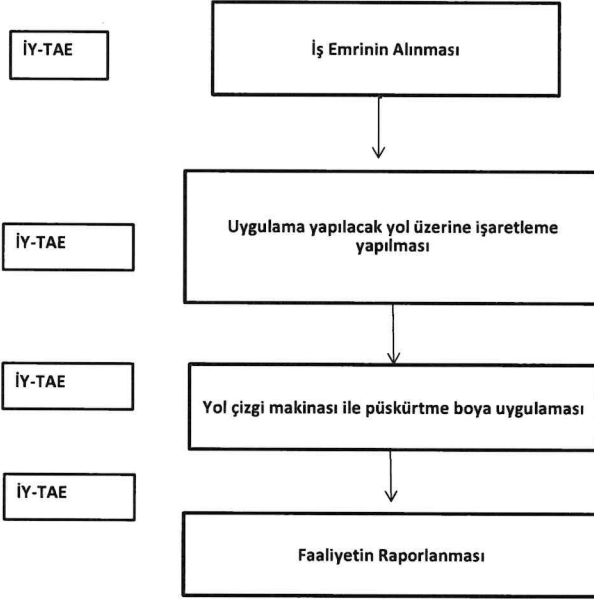 İY-TAE
İş Emrinin Alınması
İY-TAE
Uygulama yapılacak yol üzerine işaretleme
yapılması
İY-TAE
Yol çizgi makinası ile püskürtme boya uygulaması
İY-TAE
Faaliyetin Raporlanması